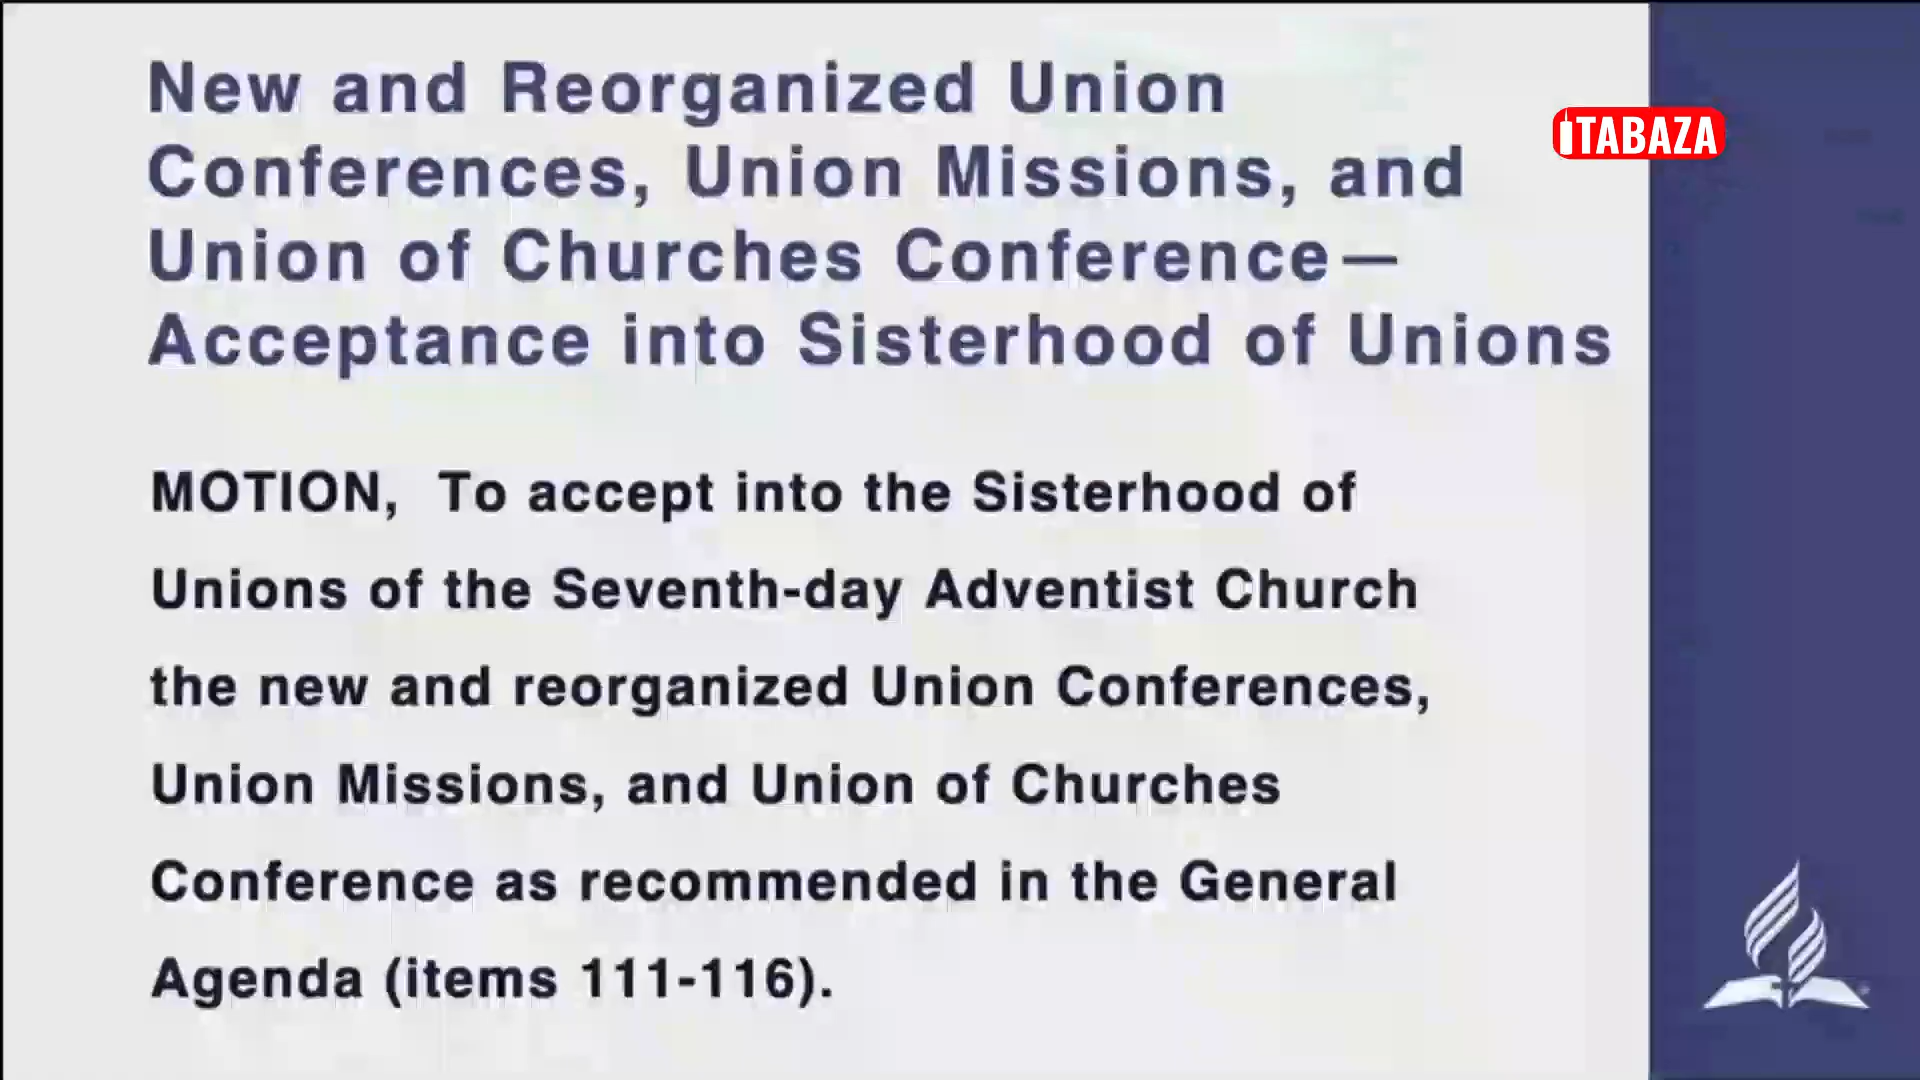 New and Reorganized Union
Conferences, Union Missions, and
Union of Churches Conference—
Acceptance into Sisterhood of Unions
ITABAZA
MOTION, To accept into the Sisterhood of
Unions of the Seventh-day Adventist Church
the new and reorganized Union Conferences,
Union Missions, and Union of Churches
Conference as recommended in the General
Agenda (items 111-116).